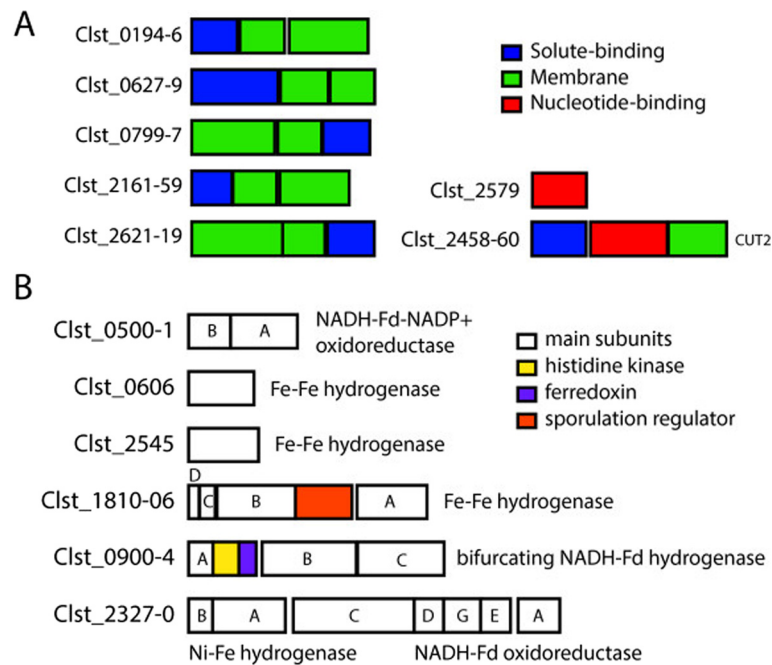 A
Clst_0194-6
Clst_0627-9
Clst_0799-7
Clst_2161-59
Clst_2621-19
Solute-binding
Membrane
Nucleotide-binding
Clst_2579
Clst_2458-60
CUT2
B
Clst_0500-1
B A
NADH-Fd-NADP+
oxidoreductase
Clst_0606
Fe-Fe hydrogenase
Clst_2545
Fe-Fe hydrogenase
main subunits
histidine kinase
ferredoxin
sporulation regulator
D
Clst_1810-06
C B A
Fe-Fe hydrogenase
Clst_0900-4
A B C
bifurcating NADH-Fd hydrogenase
Clst_2327-0
B A C D G E A
Ni-Fe hydrogenase
NADH-Fd oxidoreductase